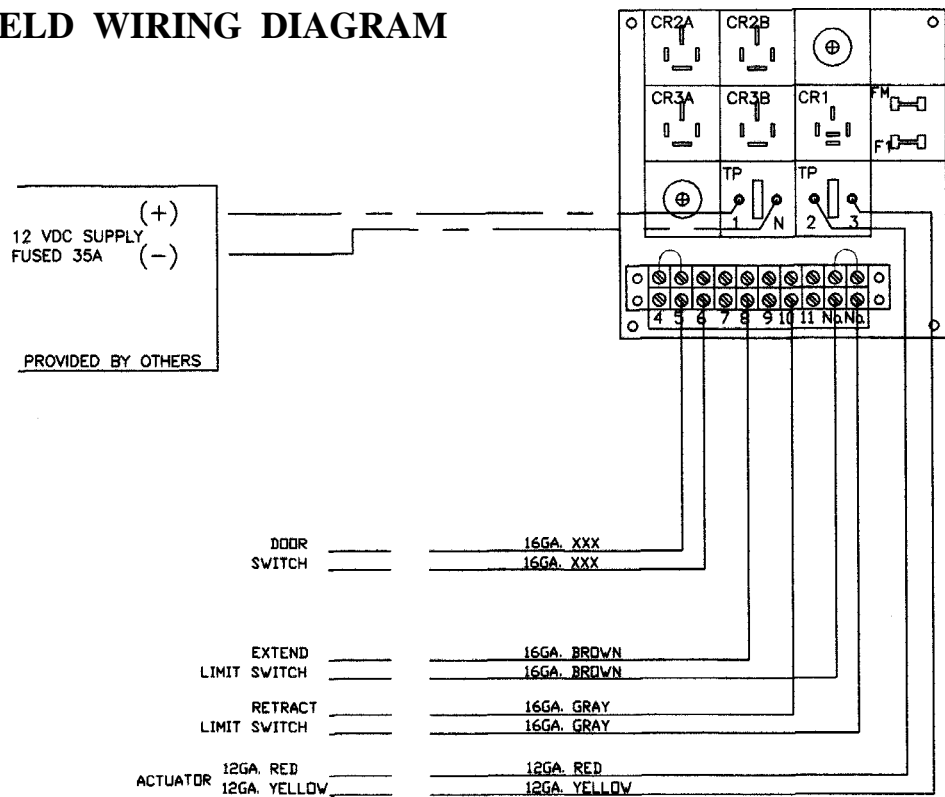 ELD WIRING DIAGRAM
CR2A CR2B
CR3A CR3B CR1 FM
F1
TP TP
1 N 2 3
(+)
12 VDC SUPPLY
FUSED 35A (-)
PROVIDED BY OTHERS
4 5 6 7 8 9 10 11 Na Na
DOOR 16GA. XXX
SWITCH 16GA. XXX
EXTEND 16GA. BROWN
LIMIT SWITCH 16GA. BROWN
RETRACT 16GA. GRAY
LIMIT SWITCH 16GA. GRAY
ACTUATOR 12GA. RED 12GA. RED
12GA. YELLOW 12GA. YELLOW